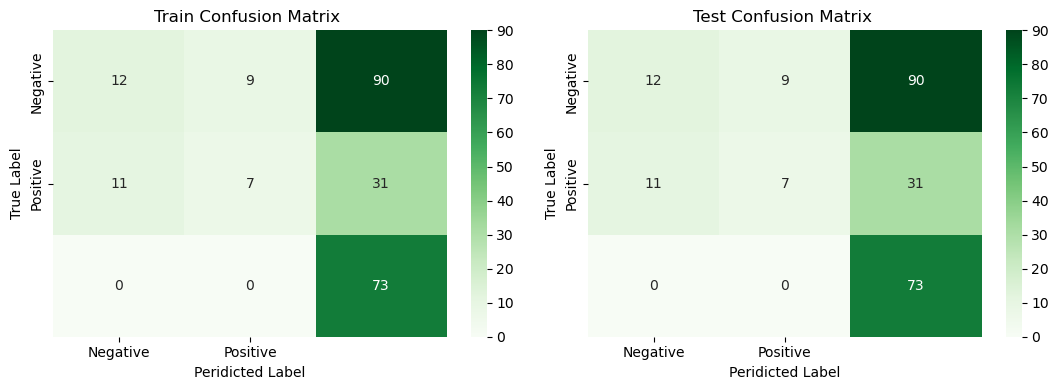 Train Confusion Matrix
Negative
Positive
True Label
12 9 90
11 7 31
0 0 73
Negative Positive
Peridicted Label
90
80
70
60
50
40
30
20
10
0
Test Confusion Matrix
Negative
Positive
True Label
12 9 90
11 7 31
0 0 73
Negative Positive
Peridicted Label
90
80
70
60
50
40
30
20
10
0